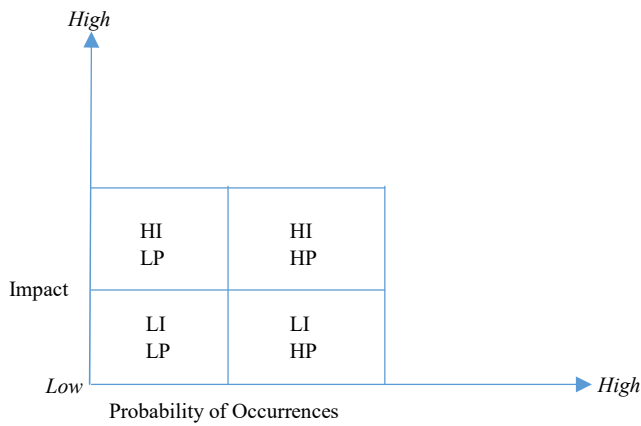 High
HI
LP
HI
HP
Impact
LI
LP
LI
HP
Low
High
Probability of Occurrences